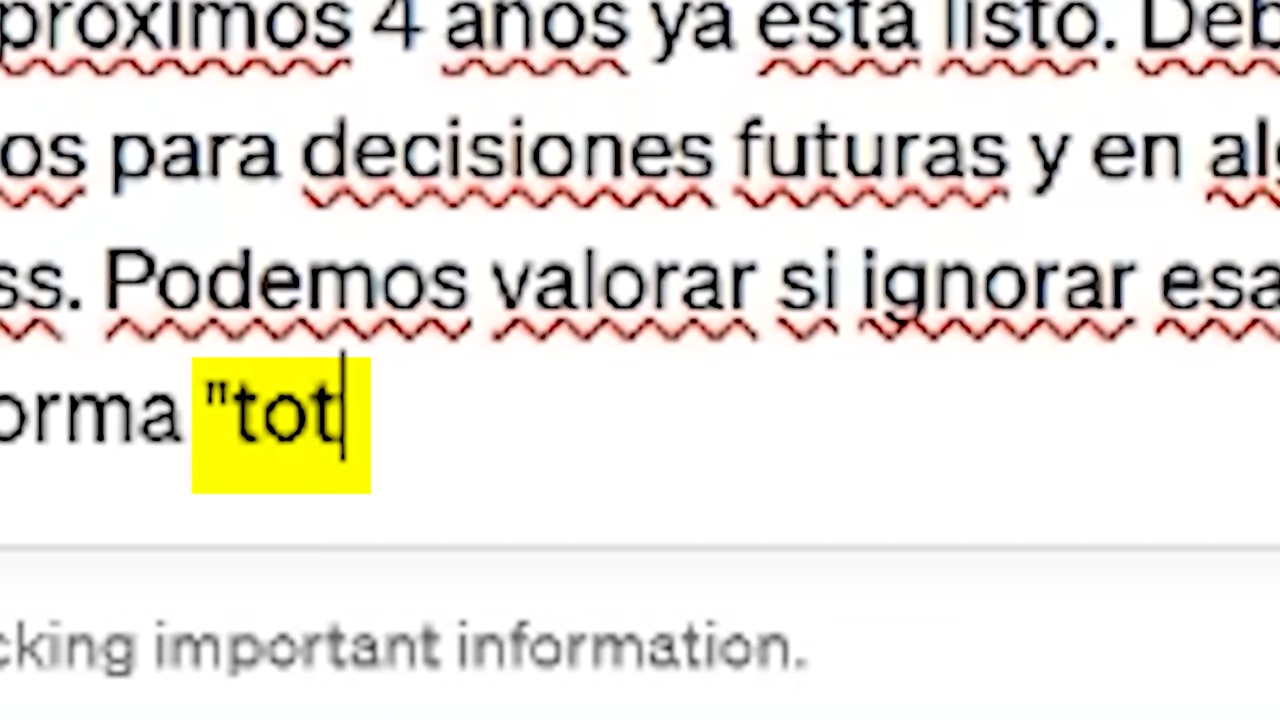 próximos 4 años ya está listo. Deb
os para decisiones futuras y en alg
ss. Podemos valorar si ignorar esa
orma "tot
cking important information.